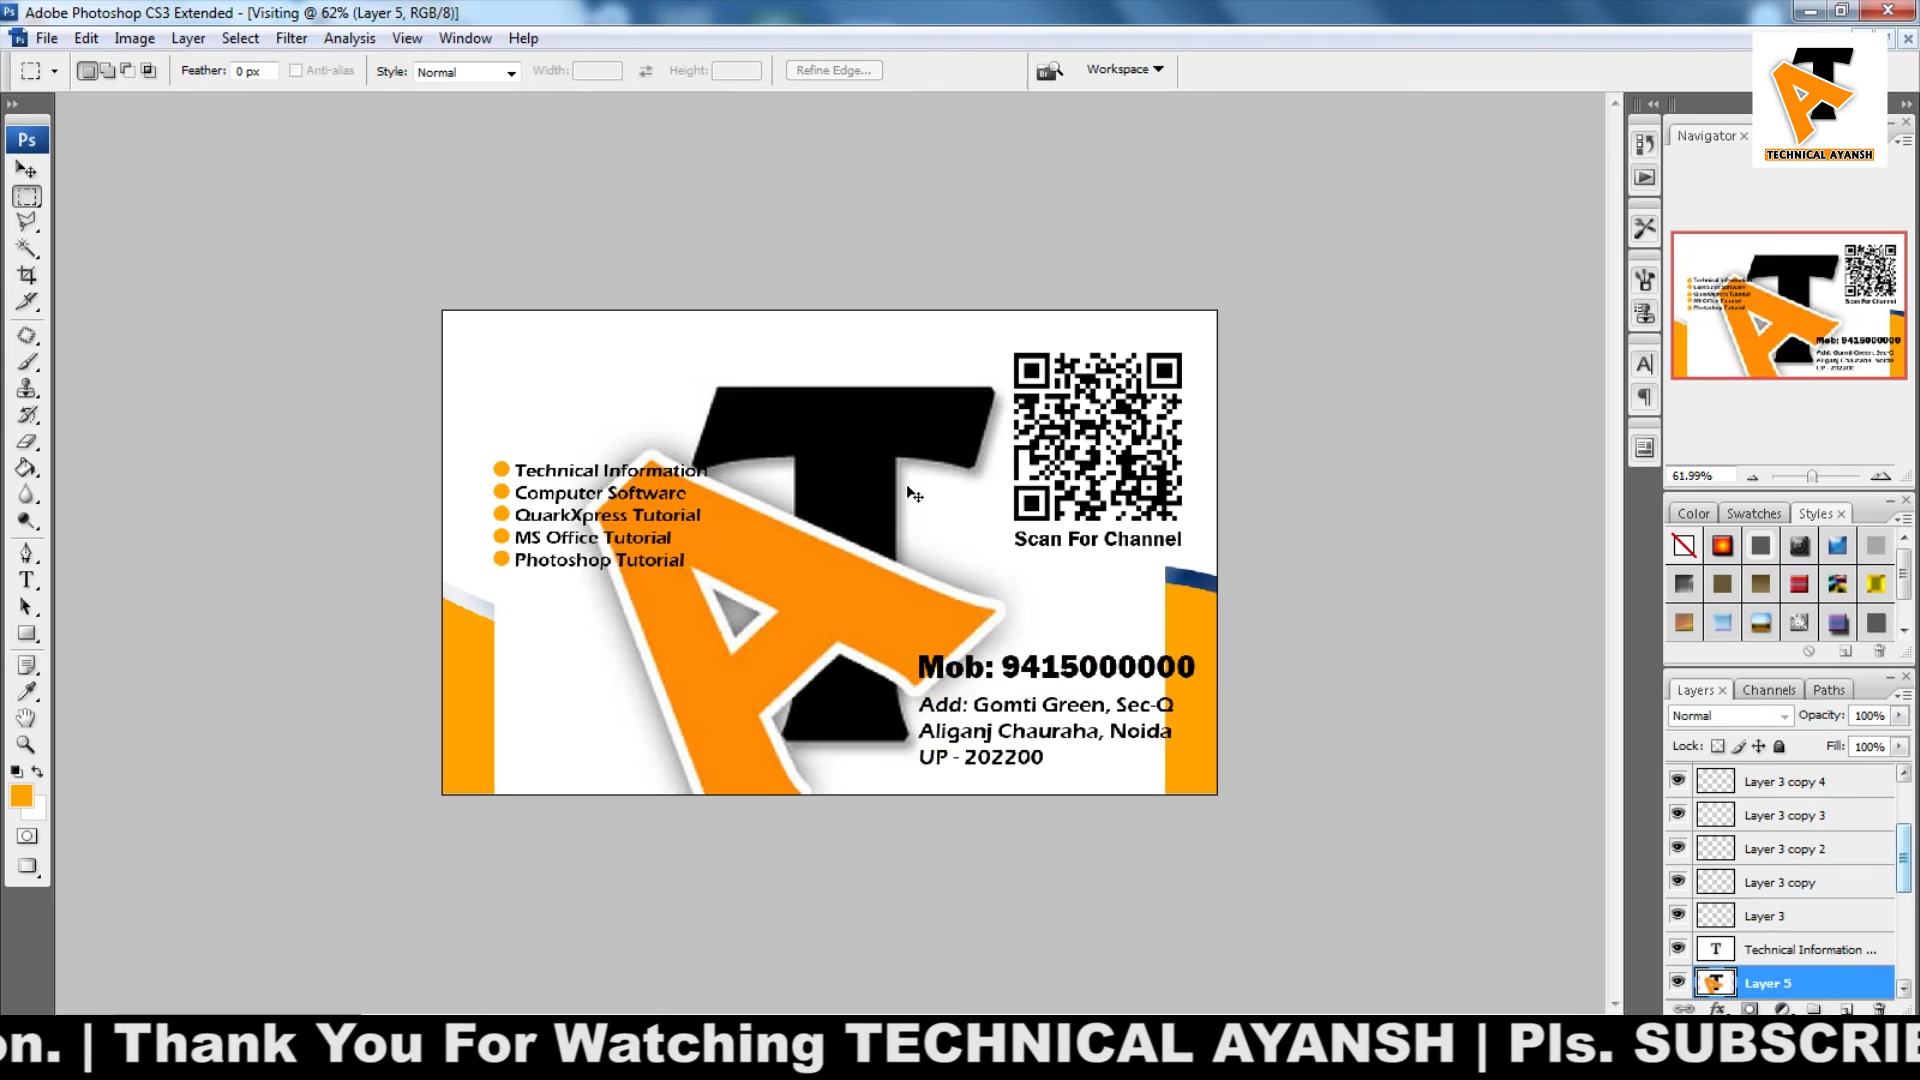 Adobe Photoshop CS3 Extended - [Visiting @ 62% (Layer 5, RGB/8)]
File Edit Image Layer Select Filter Analysis View Window Help
Feather: 0 px Anti-alias Style: Normal Width: Height: Refine Edge... Workspace
TECHNICAL AYANSH
Ps
Navigator
Technical Information
Computer Software
QuarkXpress Tutorial
MS Office Tutorial
Photoshop Tutorial
Scan For Channel
Mob: 9415000000
Add: Gomti Green, Sec-Q
Aliganj Chauraha, Noida
UP - 202200
61.99%
Color Swatches Styles
Layers Channels Paths
Normal Opacity: 100%
Lock: Fill: 100%
Layer 3 copy 4
Layer 3 copy 3
Layer 3 copy 2
Layer 3 copy
Layer 3
Technical Information ...
Layer 5
on. | Thank You For Watching TECHNICAL AYANSH | Pls. SUBSCRIBE